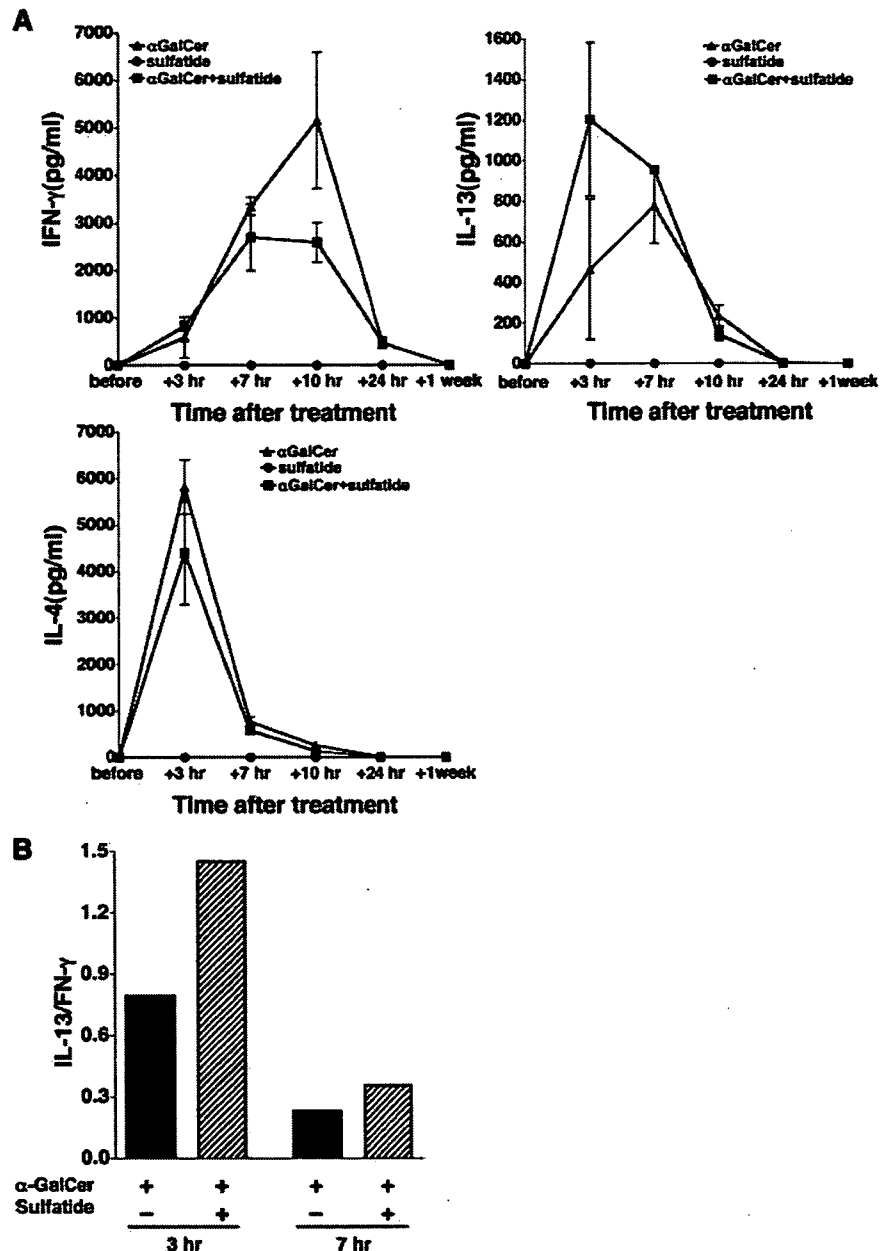 A
7000
6000
5000
4000
3000
2000
1000
0
IFN-γ(pg/ml)
αGalCer
sulfatide
αGalCer+sulfatide
before +3 hr +7 hr +10 hr +24 hr +1 week
Time after treatment
1600
1400
1200
1000
800
600
400
200
0
IL-13(pg/ml)
αGalCer
sulfatide
αGalCer+sulfatide
before +3 hr +7 hr +10 hr +24 hr +1week
Time after treatment
7000
6000
5000
4000
3000
2000
1000
0
IL-4(pg/ml)
αGalCer
sulfatide
αGalCer+sulfatide
before +3 hr +7 hr +10 hr +24 hr +1week
Time after treatment
B
1.5
1.2
0.9
0.6
0.3
0.0
IL-13/FN-γ
α-GalCer + + + +
Sulfatide − + − +
3 hr 7 hr